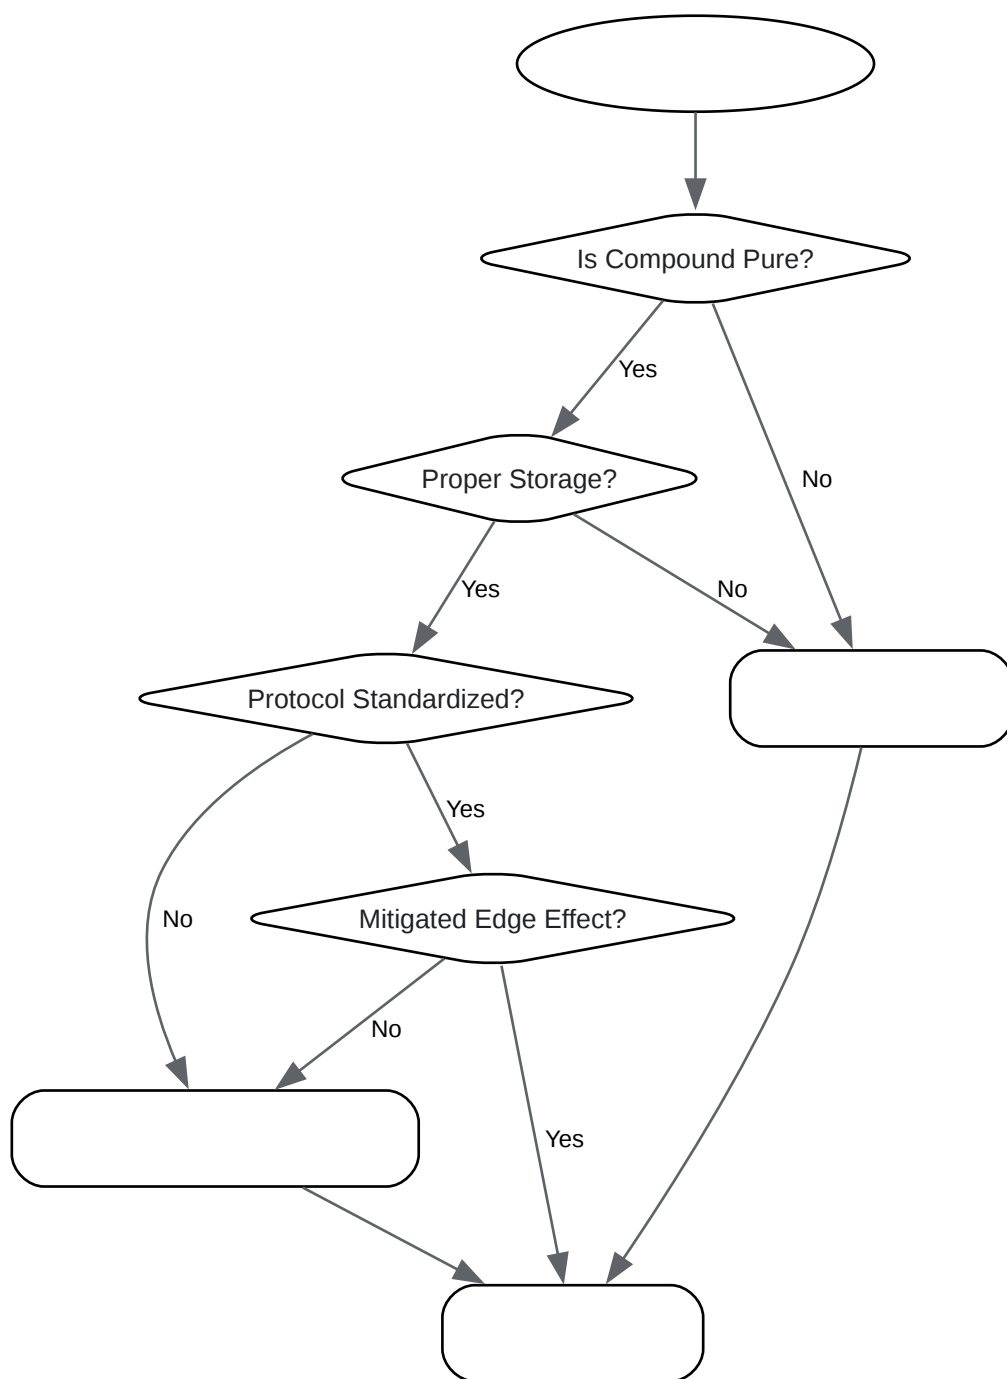 Is Compound Pure?
Yes
Proper Storage?
No
Yes
No
Protocol Standardized?
Yes
No
Mitigated Edge Effect?
No
Yes